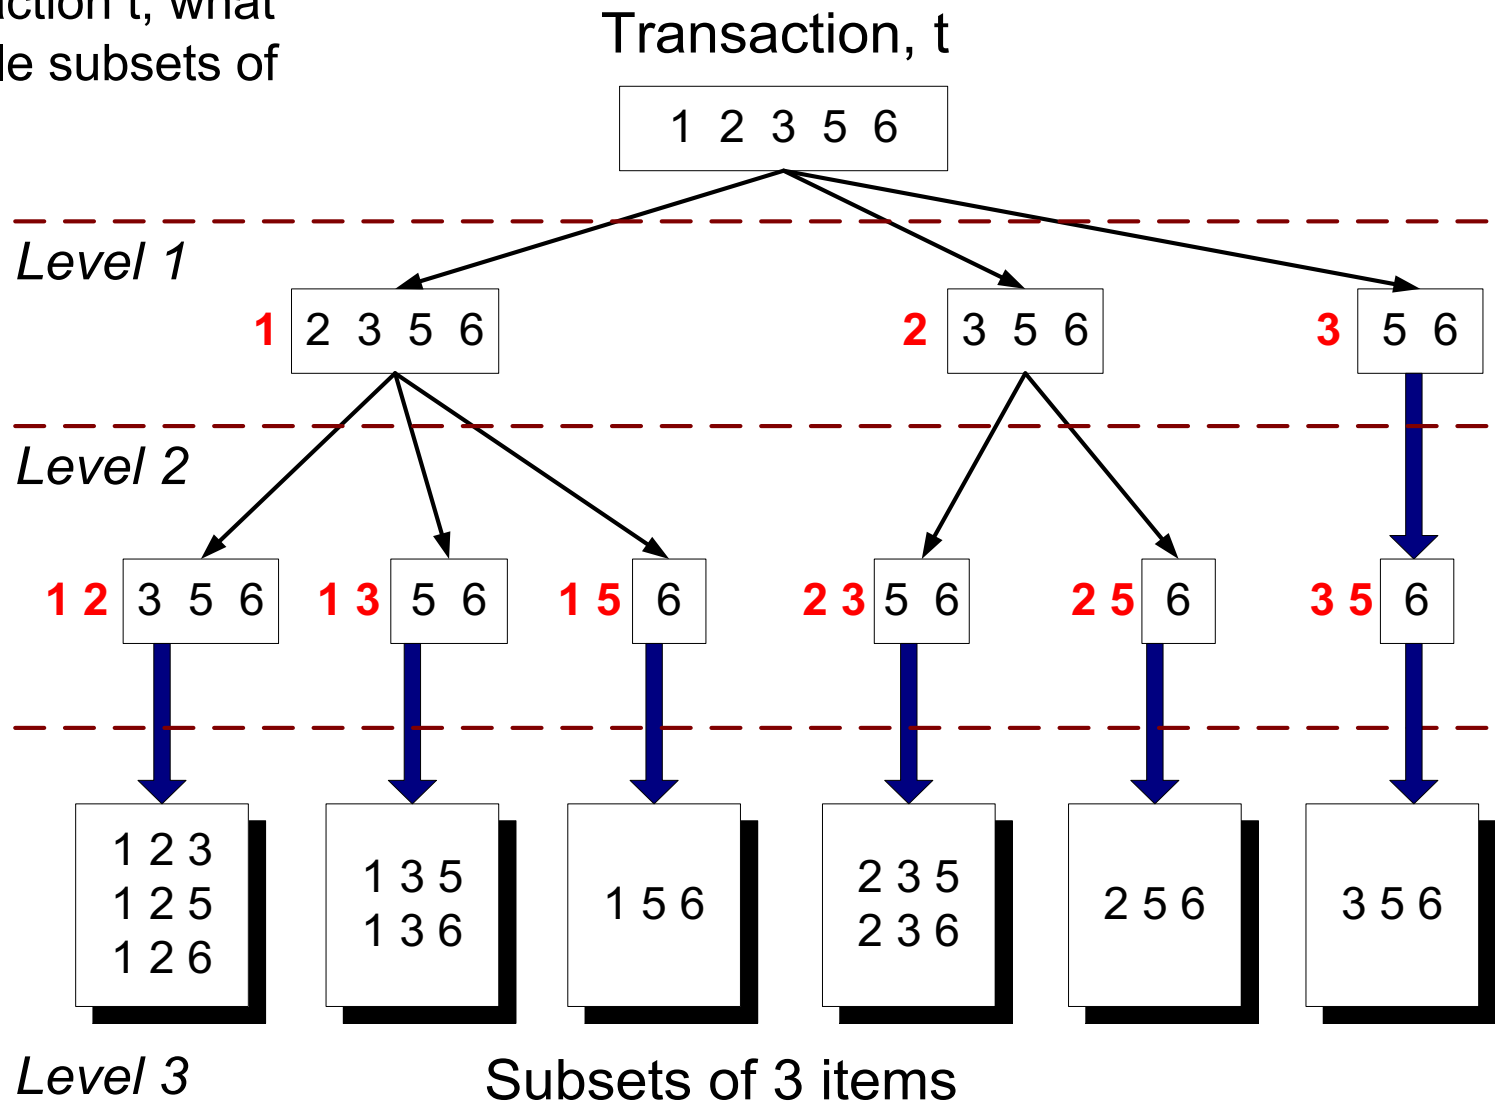 t, what
subsets of
Transaction, t
1 2 3 5 6
Level 1
1 2 3 5 6
2 3 5 6
3 5 6
Level 2
1 2 3 5 6
1 3 5 6
1 5 6
2 3 5 6
2 5 6
3 5 6
1 2 3
1 2 5
1 2 6
1 3 5
1 3 6
1 5 6
2 3 5
2 3 6
2 5 6
3 5 6
Level 3
Subsets of 3 items